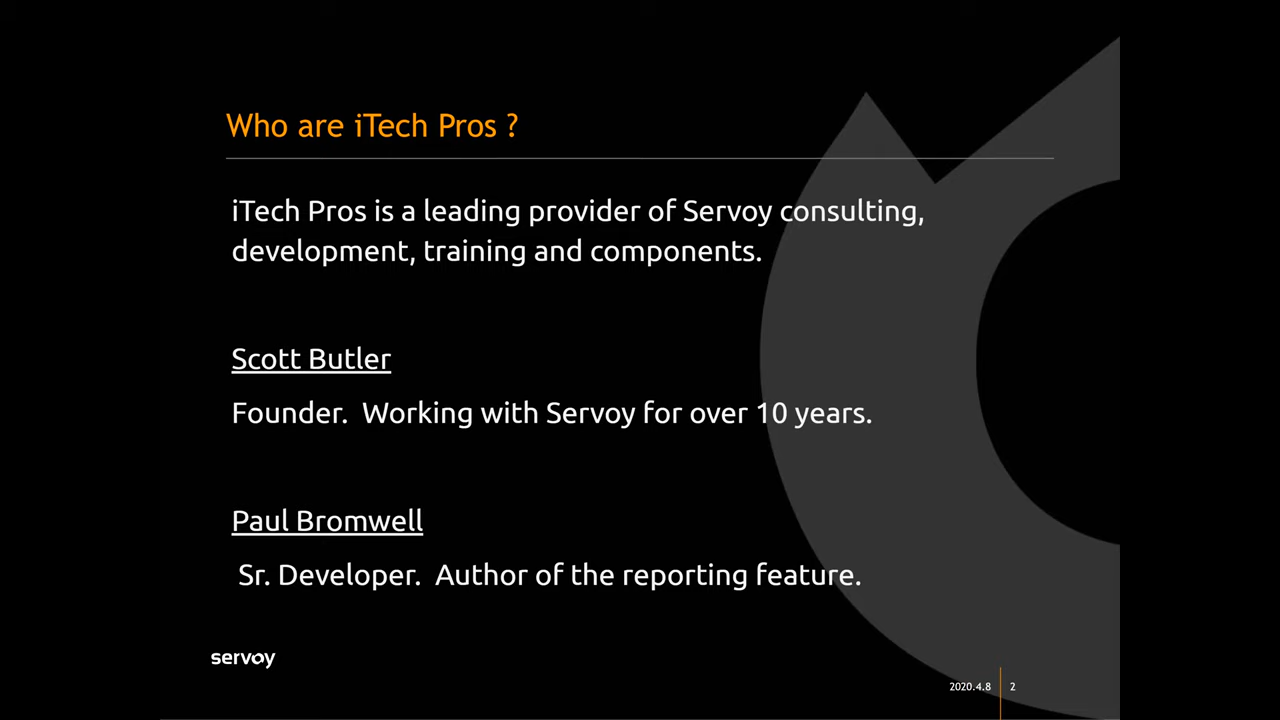 Who are iTech Pros ?
iTech Pros is a leading provider of Servoy consulting,
development, training and components.
Scott Butler
Founder.  Working with Servoy for over 10 years.
Paul Bromwell
Sr. Developer.  Author of the reporting feature.
servoy
2020.4.8
2